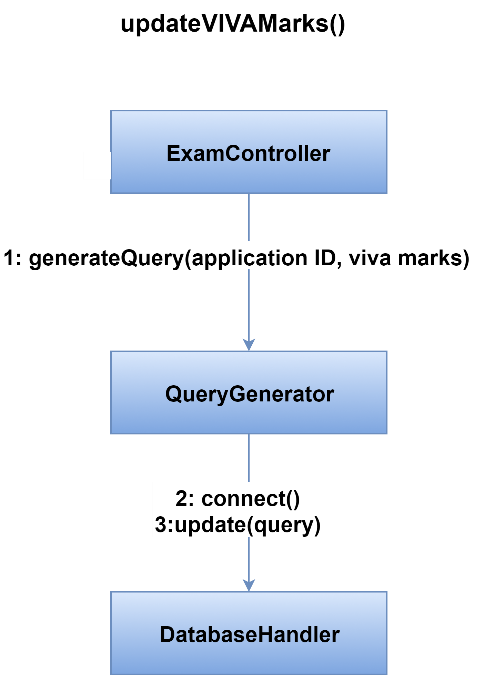 updateVIVAMarks()
ExamController
1: generateQuery(application ID, viva marks)
QueryGenerator
2: connect()
3:update(query)
DatabaseHandler